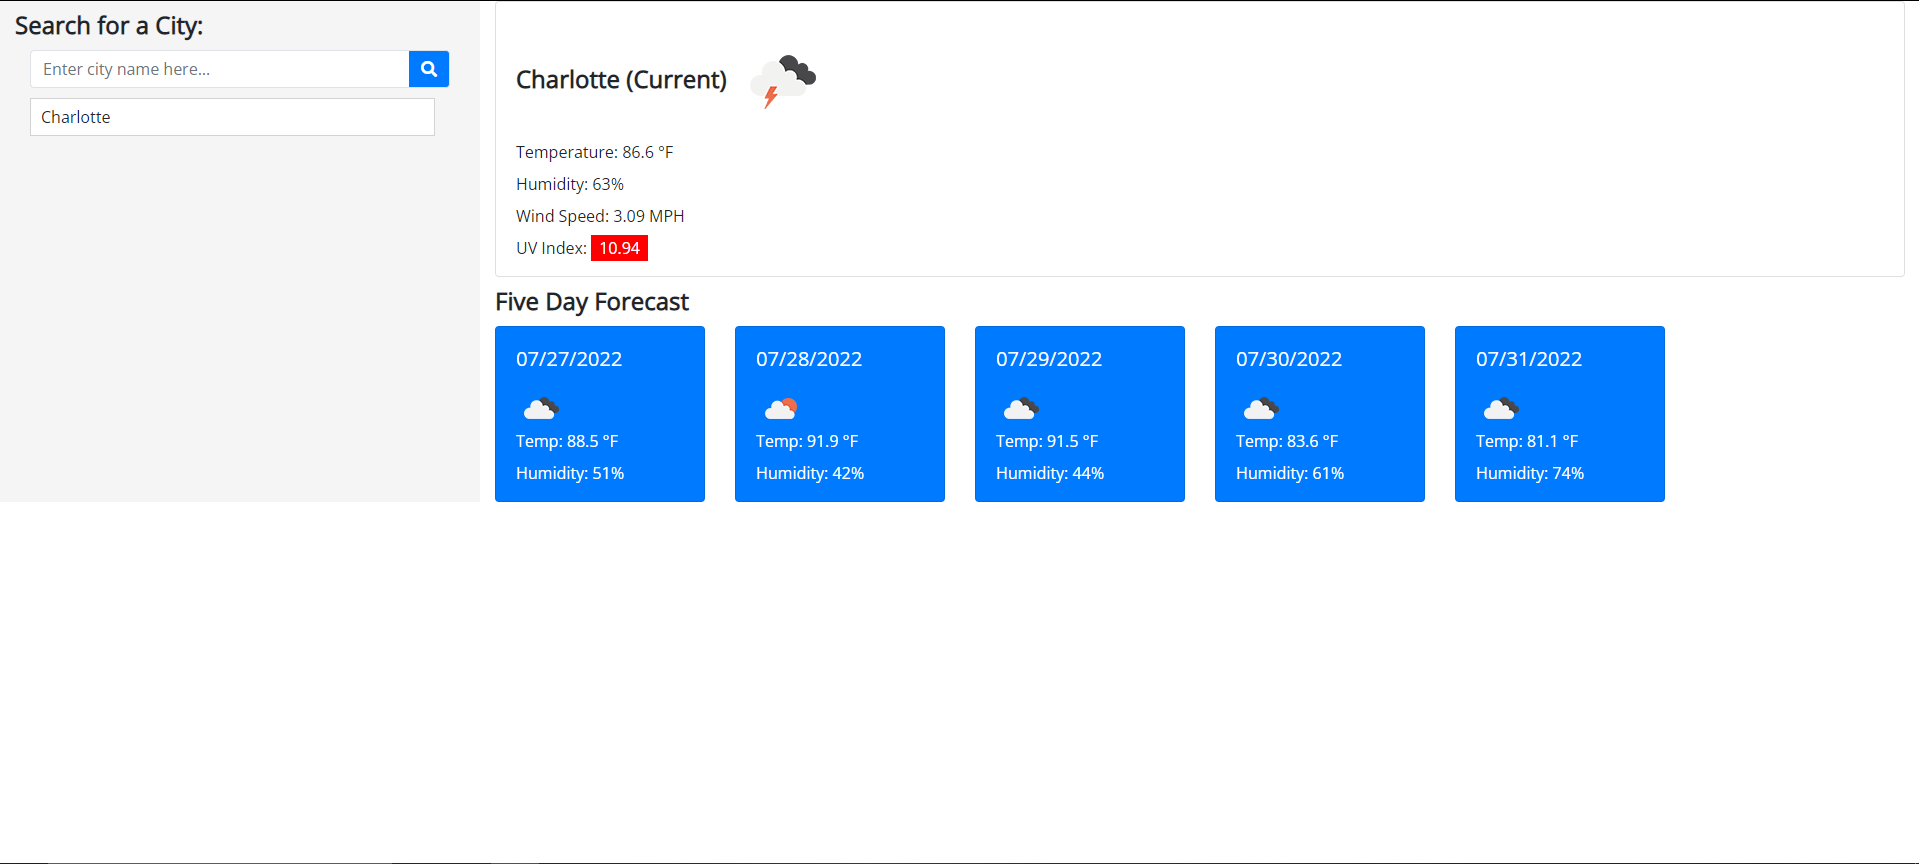 Search for a City:
Enter city name here...
Charlotte
Charlotte (Current)
Temperature: 86.6 °F
Humidity: 63%
Wind Speed: 3.09 MPH
UV Index: 10.94
Five Day Forecast
07/27/2022
Temp: 88.5 °F
Humidity: 51%
07/28/2022
Temp: 91.9 °F
Humidity: 42%
07/29/2022
Temp: 91.5 °F
Humidity: 44%
07/30/2022
Temp: 83.6 °F
Humidity: 61%
07/31/2022
Temp: 81.1 °F
Humidity: 74%